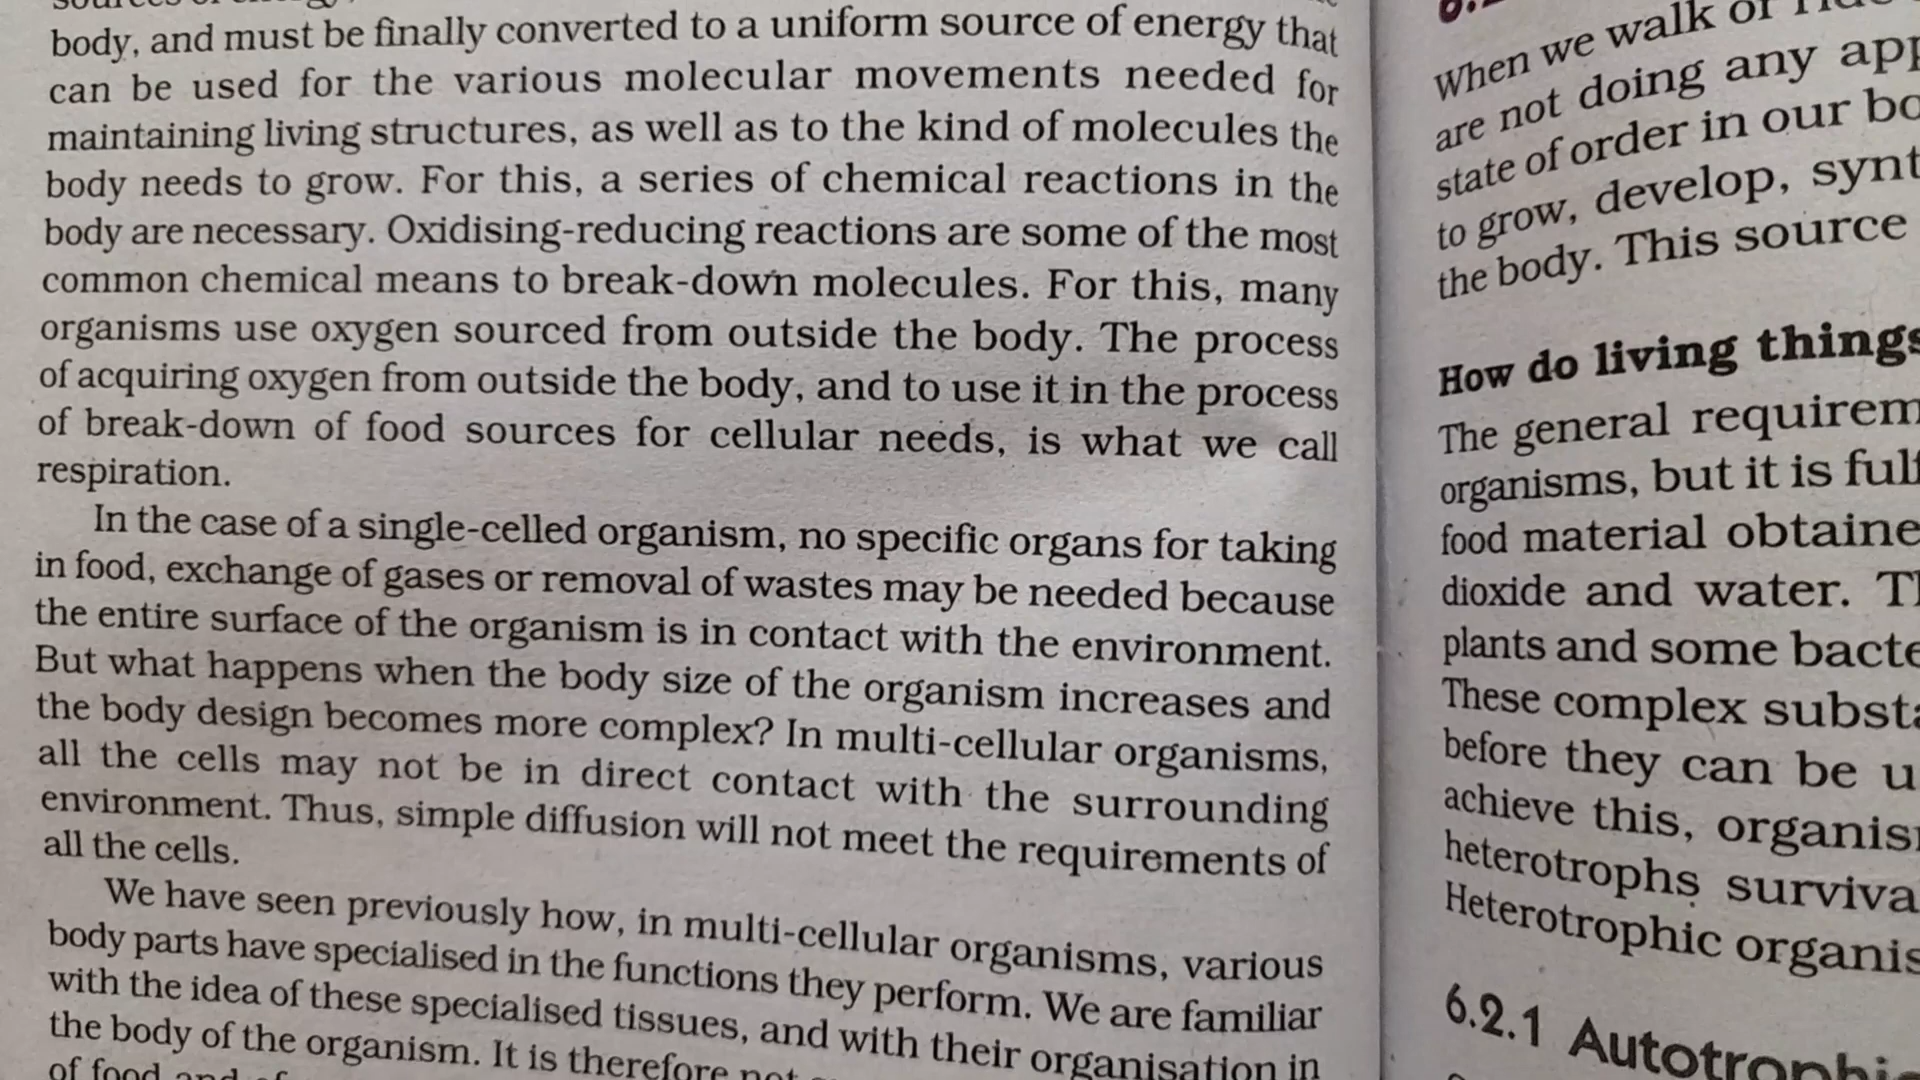 body, and must be finally converted to a uniform source of energy that
can be used for the various molecular movements needed for
maintaining living structures, as well as to the kind of molecules the
body needs to grow. For this, a series of chemical reactions in the
body are necessary. Oxidising-reducing reactions are some of the most
common chemical means to break-down molecules. For this, many
organisms use oxygen sourced from outside the body. The process
of acquiring oxygen from outside the body, and to use it in the process
of break-down of food sources for cellular needs, is what we call
respiration.
In the case of a single-celled organism, no specific organs for taking
in food, exchange of gases or removal of wastes may be needed because
the entire surface of the organism is in contact with the environment.
But what happens when the body size of the organism increases and
the body design becomes more complex? In multi-cellular organisms,
all the cells may not be in direct contact with the surrounding
environment. Thus, simple diffusion will not meet the requirements of
all the cells.
We have seen previously how, in multi-cellular organisms, various
body parts have specialised in the functions they perform. We are familiar
with the idea of these specialised tissues, and with their organisation in
the body of the organism. It is therefore not
of food and of
When we walk or
are not doing any
state of order in our
to grow, develop,
the body. This source
How do living things
The general
organisms, but it is
food material
dioxide and water.
plants and some
These complex
before they can be
achieve this,
heterotrophs
Heterotrophic
6.2.1